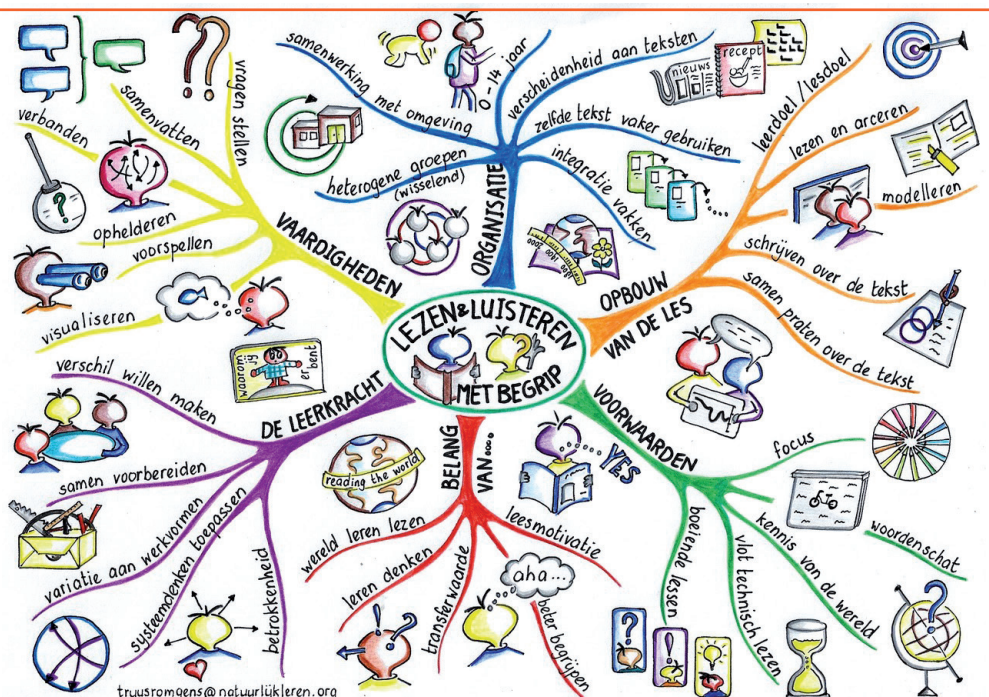 LEZEN & LUISTEREN
MET BEGRIP
VAARDIGHEDEN
vragen stellen
samenvatten
verbanden
?
ophelderen
voorspellen
visualiseren
ORGANISATIE
samenwerking met omgeving
heterogene groepen
(wisselend)
0-14 jaar
verscheidenheid aan teksten
nieuws
recept
zelfde tekst vaker gebruiken
integratie vakken
1300 1400 2000
OPBOUW
VAN DE LES
leerdoel/lesdoel
lezen en arceren
modelleren
schrijven over de tekst
samen praten over de tekst
VOORWAARDEN
focus
woordenschat
kennis van de wereld
vlot technisch lezen
boeiende lessen
?
!
?
BELANG
VAN....
YES
reading the world
wereld leren lezen
leren denken
! ?
transferwaarde
aha...
beter begrijpen
leesmotivatie
DE LEERKRACHT
waarom
jij
er
bent
verschil willen maken
samen voorbereiden
variatie aan werkvormen
systeemdenken toepassen
betrokkenheid
truusromgens@natuurlijkleren.org